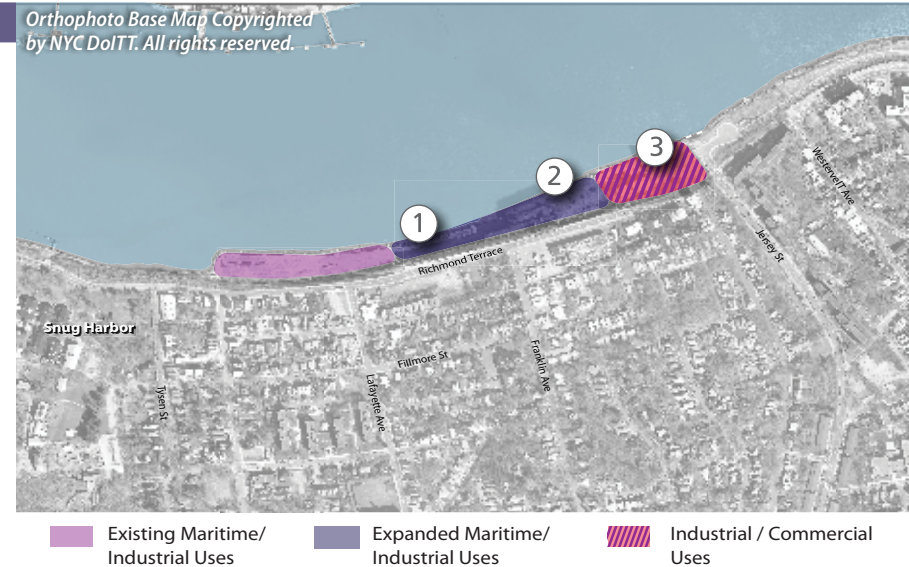 Orthophoto Base Map Copyrighted
by NYC DoITT. All rights reserved.
3
2
1
WestervelT Ave
Jersey St
Richmond Terrace
Snug Harbor
Fillmore St
Franklin Ave
Tysen St
Lafayette Ave
Existing Maritime/
Industrial Uses
Expanded Maritime/
Industrial Uses
Industrial / Commercial
Uses